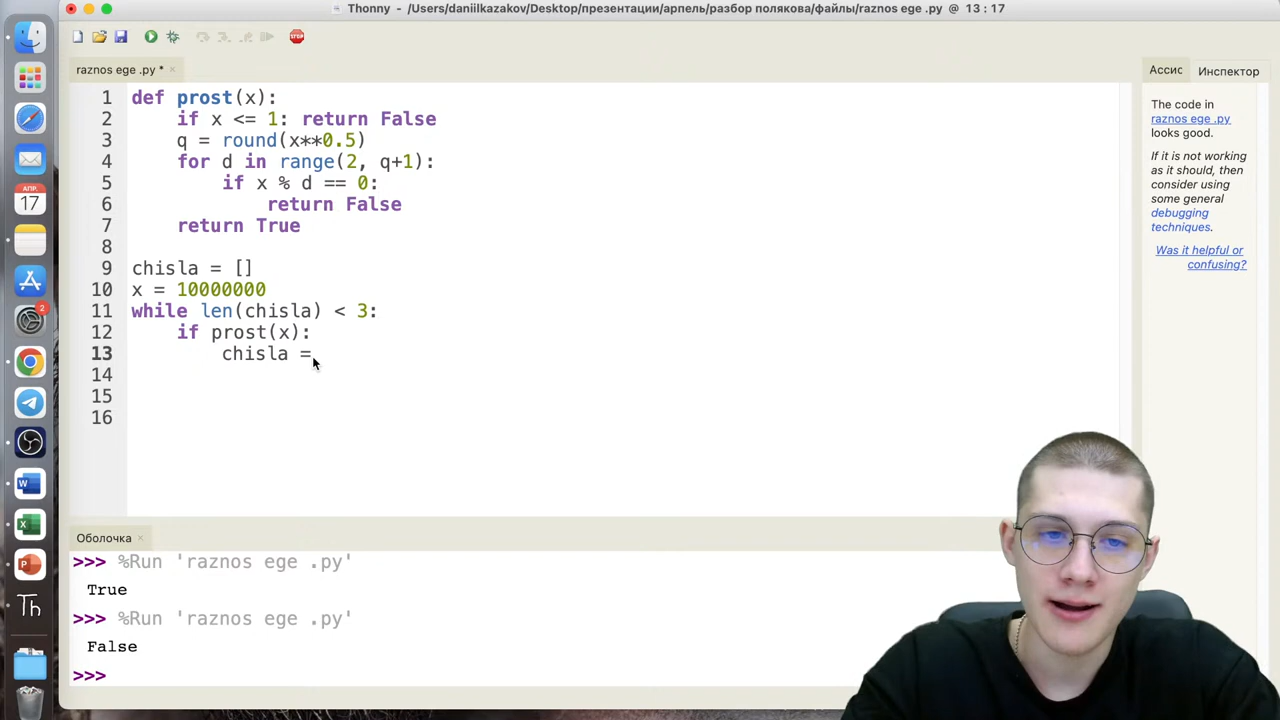 Thonny - /Users/daniilkazakov/Desktop/презентации/арпель/разбор полякова/файлы/raznos ege .py @ 13 : 17
raznos ege .py *
Ассис
Инспектор
1 def prost(x):
2 if x <= 1: return False
3 q = round(x**0.5)
4 for d in range(2, q+1):
5 if x % d == 0:
6 return False
7 return True
8
9 chisla = []
10 x = 10000000
11 while len(chisla) < 3:
12 if prost(x):
13 chisla =
14
15
16
The code in
raznos ege .py
looks good.
If it is not working
as it should, then
consider using
some general
debugging
techniques.
Was it helpful or
confusing?
Оболочка
>>> %Run 'raznos ege .py'
True
>>> %Run 'raznos ege .py'
False
>>>
АПР.
17
2
Th
STOP